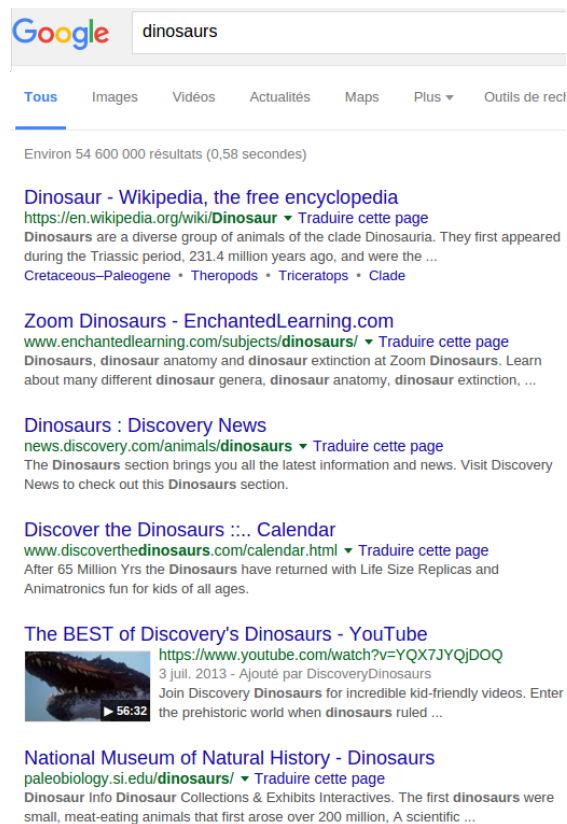 Google dinosaurs
Tous Images Vidéos Actualités Maps Plus Outils de rech
Environ 54 600 000 résultats (0,58 secondes)
Dinosaur - Wikipedia, the free encyclopedia
https://en.wikipedia.org/wiki/Dinosaur Traduire cette page
Dinosaurs are a diverse group of animals of the clade Dinosauria. They first appeared
during the Triassic period, 231.4 million years ago, and were the ...
Cretaceous–Paleogene • Theropods • Triceratops • Clade
Zoom Dinosaurs - EnchantedLearning.com
www.enchantedlearning.com/subjects/dinosaurs/ Traduire cette page
Dinosaurs, dinosaur anatomy and dinosaur extinction at Zoom Dinosaurs. Learn
about many different dinosaur genera, dinosaur anatomy, dinosaur extinction, ...
Dinosaurs : Discovery News
news.discovery.com/animals/dinosaurs Traduire cette page
The Dinosaurs section brings you all the latest information and news. Visit Discovery
News to check out this Dinosaurs section.
Discover the Dinosaurs ::.. Calendar
www.discoverthedinosaurs.com/calendar.html Traduire cette page
After 65 Million Yrs the Dinosaurs have returned with Life Size Replicas and
Animatronics fun for kids of all ages.
The BEST of Discovery's Dinosaurs - YouTube
https://www.youtube.com/watch?v=YQX7JYQjDOQ
3 juil. 2013 - Ajouté par DiscoveryDinosaurs
Join Discovery Dinosaurs for incredible kid-friendly videos. Enter
56:32 the prehistoric world when dinosaurs ruled ...
National Museum of Natural History - Dinosaurs
paleobiology.si.edu/dinosaurs/ Traduire cette page
Dinosaur Info Dinosaur Collections & Exhibits Interactives. The first dinosaurs were
small, meat-eating animals that first arose over 200 million, A scientific ...